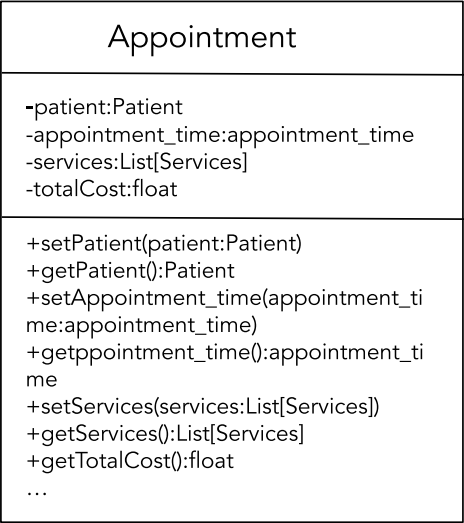 Appointment
-patient:Patient
-appointment_time:appointment_time
-services:List[Services]
-totalCost:float
+setPatient(patient:Patient)
+getPatient():Patient
+setAppointment_time(appointment_ti
me:appointment_time)
+getppointment_time():appointment_ti
me
+setServices(services:List[Services])
+getServices():List[Services]
+getTotalCost():float
...